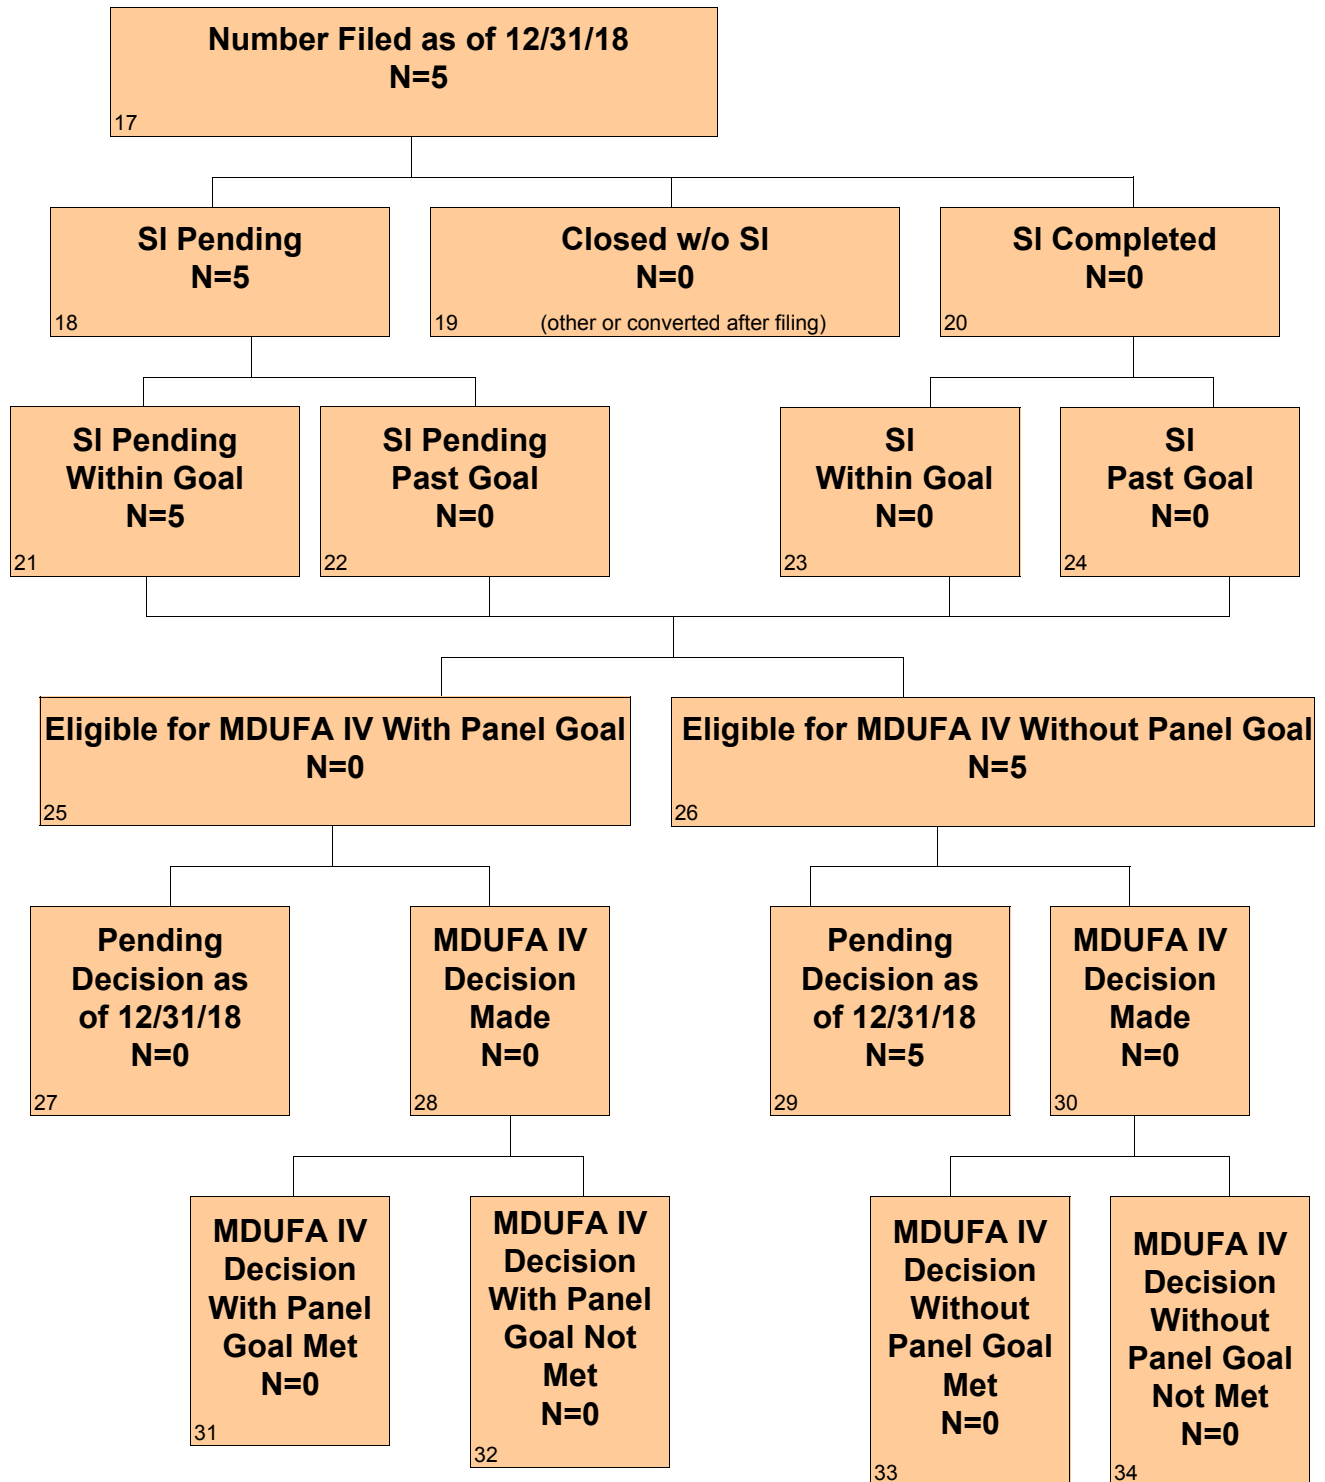 Number Filed as of 12/31/18
N=5
17
SI Pending
N=5
18
Closed w/o SI
N=0
19 (other or converted after filing)
SI Completed
N=0
20
SI Pending
Within Goal
N=5
21
SI Pending
Past Goal
N=0
22
SI
Within Goal
N=0
23
SI
Past Goal
N=0
24
Eligible for MDUFA IV With Panel Goal
N=0
25
Eligible for MDUFA IV Without Panel Goal
N=5
26
Pending
Decision as
of 12/31/18
N=0
27
MDUFA IV
Decision
Made
N=0
28
Pending
Decision as
of 12/31/18
N=5
29
MDUFA IV
Decision
Made
N=0
30
MDUFA IV
Decision
With Panel
Goal Met
N=0
31
MDUFA IV
Decision
With Panel
Goal Not
Met
N=0
32
MDUFA IV
Decision
Without
Panel Goal
Met
N=0
33
MDUFA IV
Decision
Without
Panel Goal
Not Met
N=0
34